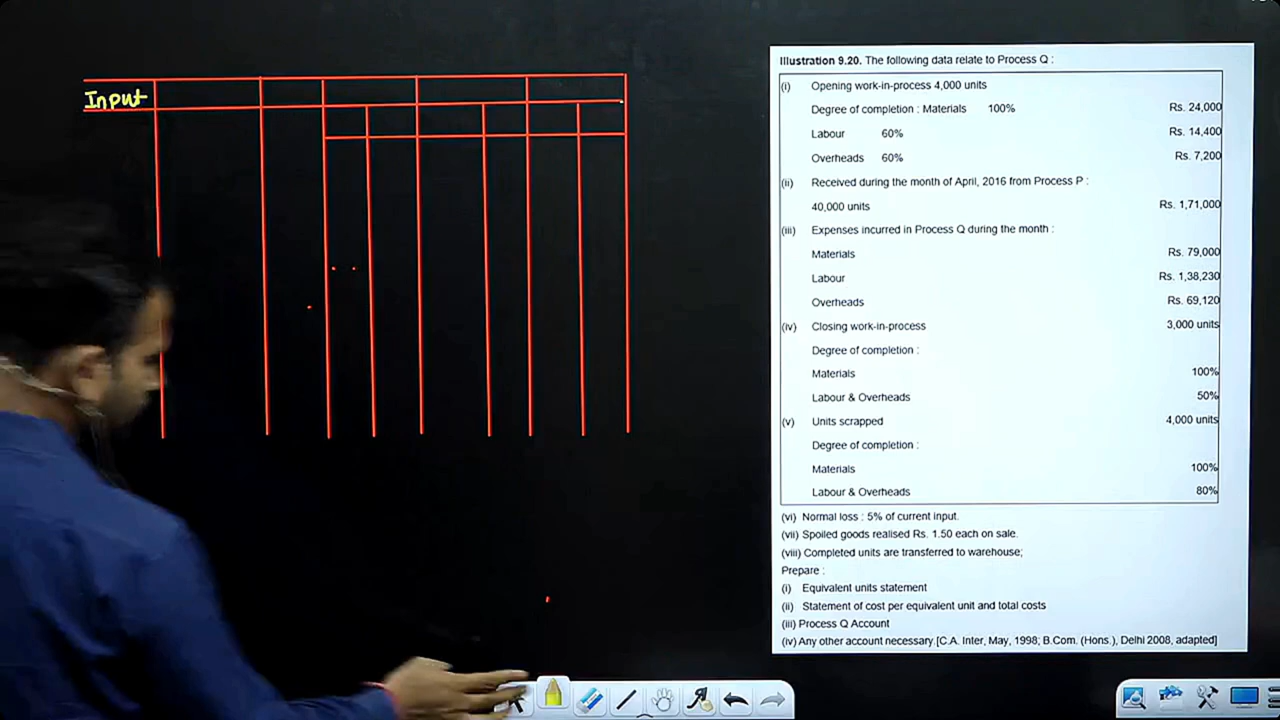 Input
Illustration 9.20. The following data relate to Process Q :
(i) Opening work-in-process 4,000 units
Degree of completion : Materials 100% Rs. 24,000
Labour 60% Rs. 14,400
Overheads 60% Rs. 7,200
(ii) Received during the month of April, 2016 from Process P :
40,000 units Rs. 1,71,000
(iii) Expenses incurred in Process Q during the month :
Materials Rs. 79,000
Labour Rs. 1,38,230
Overheads Rs. 69,120
(iv) Closing work-in-process 3,000 units
Degree of completion :
Materials 100%
Labour & Overheads 50%
(v) Units scrapped 4,000 units
Degree of completion :
Materials 100%
Labour & Overheads 80%
(vi) Normal loss : 5% of current input.
(vii) Spoiled goods realised Rs. 1.50 each on sale.
(viii) Completed units are transferred to warehouse;
Prepare :
(i) Equivalent units statement
(ii) Statement of cost per equivalent unit and total costs
(iii) Process Q Account
(iv) Any other account necessary.[C.A. Inter, May, 1998; B.Com. (Hons.), Delhi 2008, adapted]